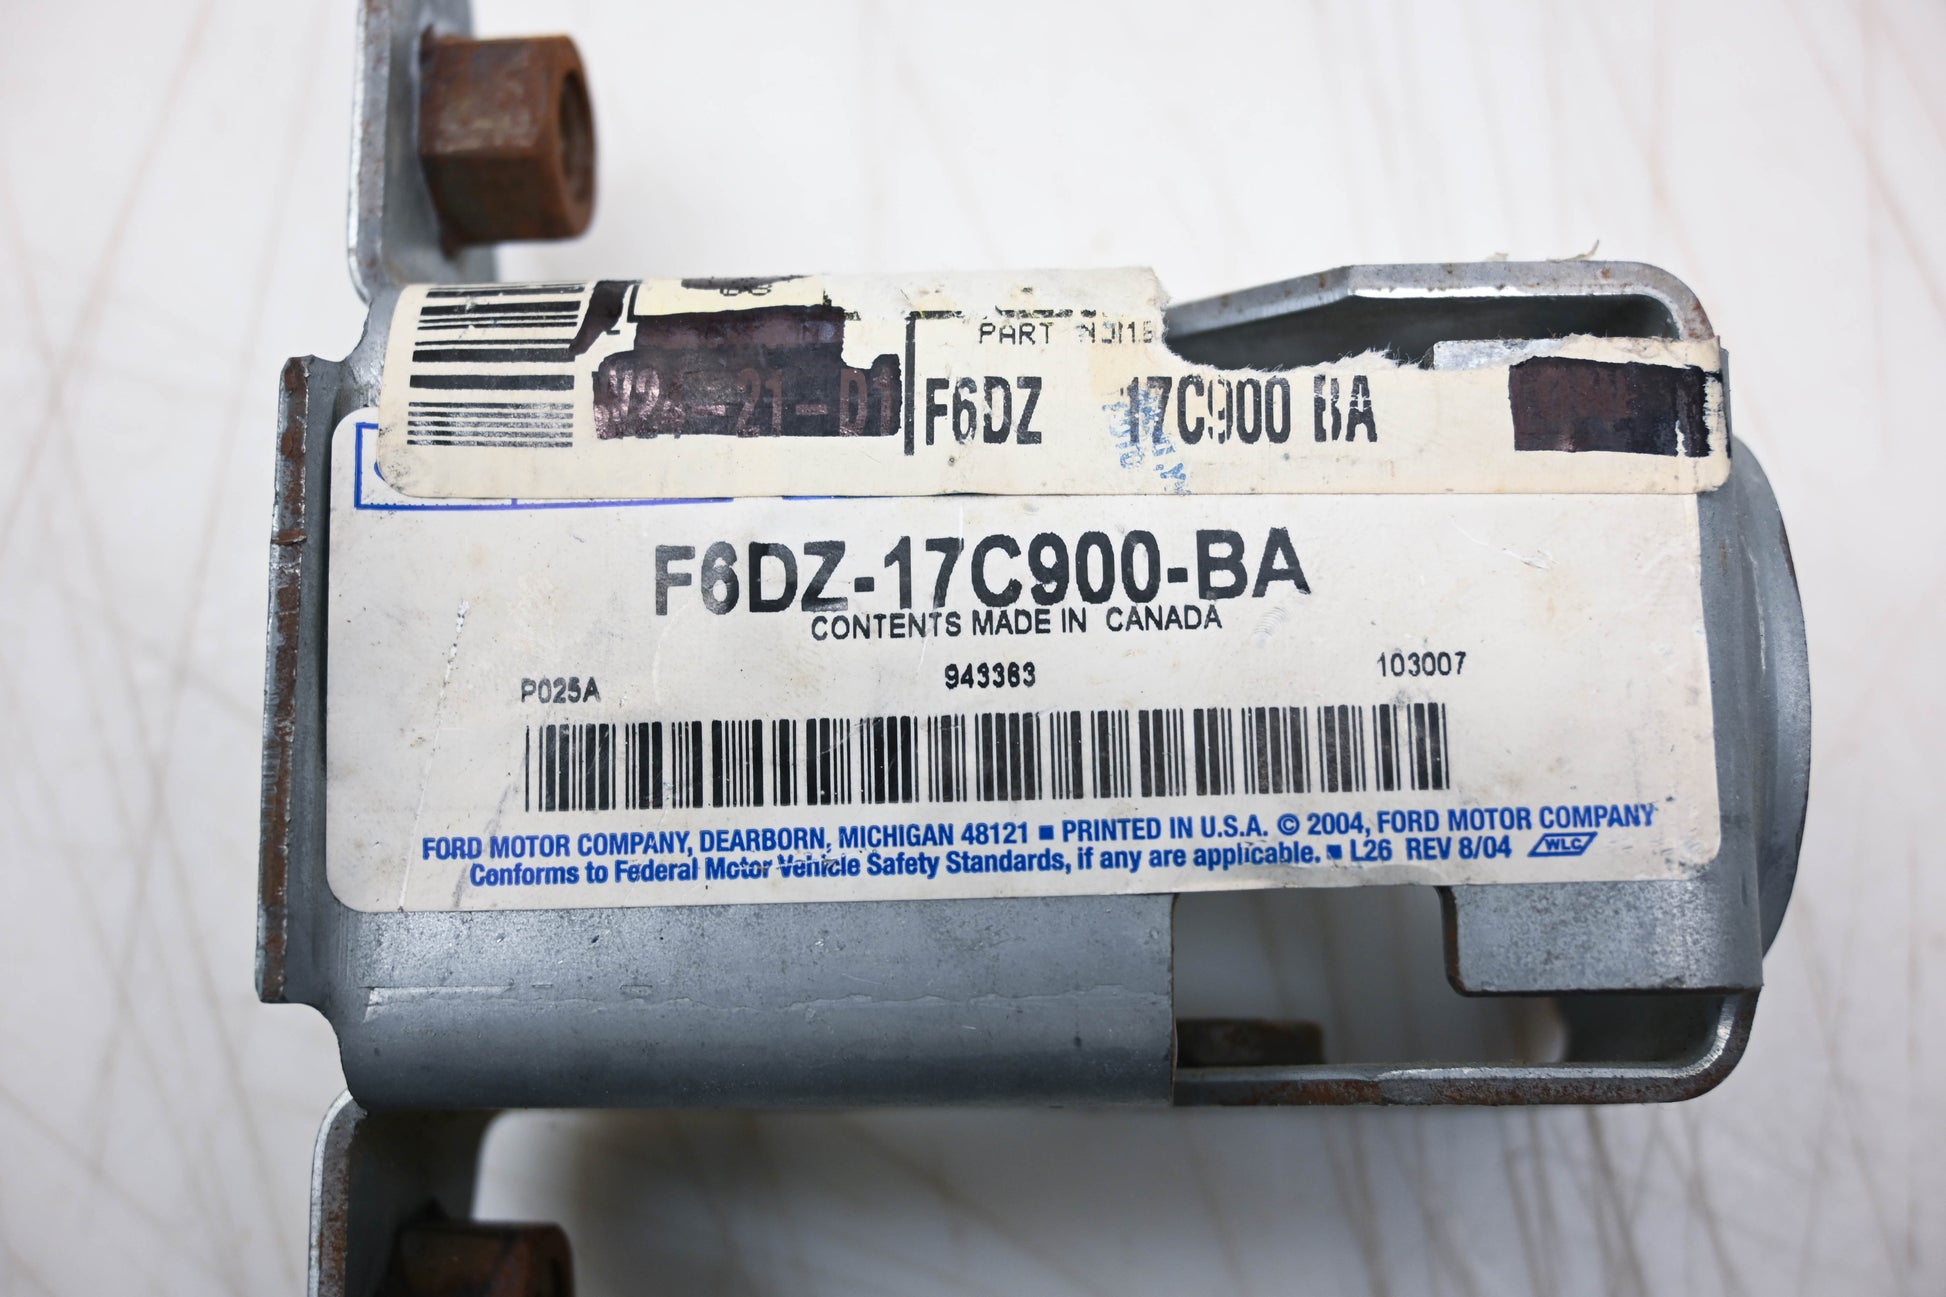 PART
F6DZ 17C900 BA
F6DZ-17C900-BA
CONTENTS MADE IN CANADA
P025A 943363 103007
FORD MOTOR COMPANY, DEARBORN, MICHIGAN 48121 ■ PRINTED IN U.S.A. © 2004, FORD MOTOR COMPANY
Conforms to Federal Motor Vehicle Safety Standards, if any are applicable. ■ L26 REV 8/04 WLC